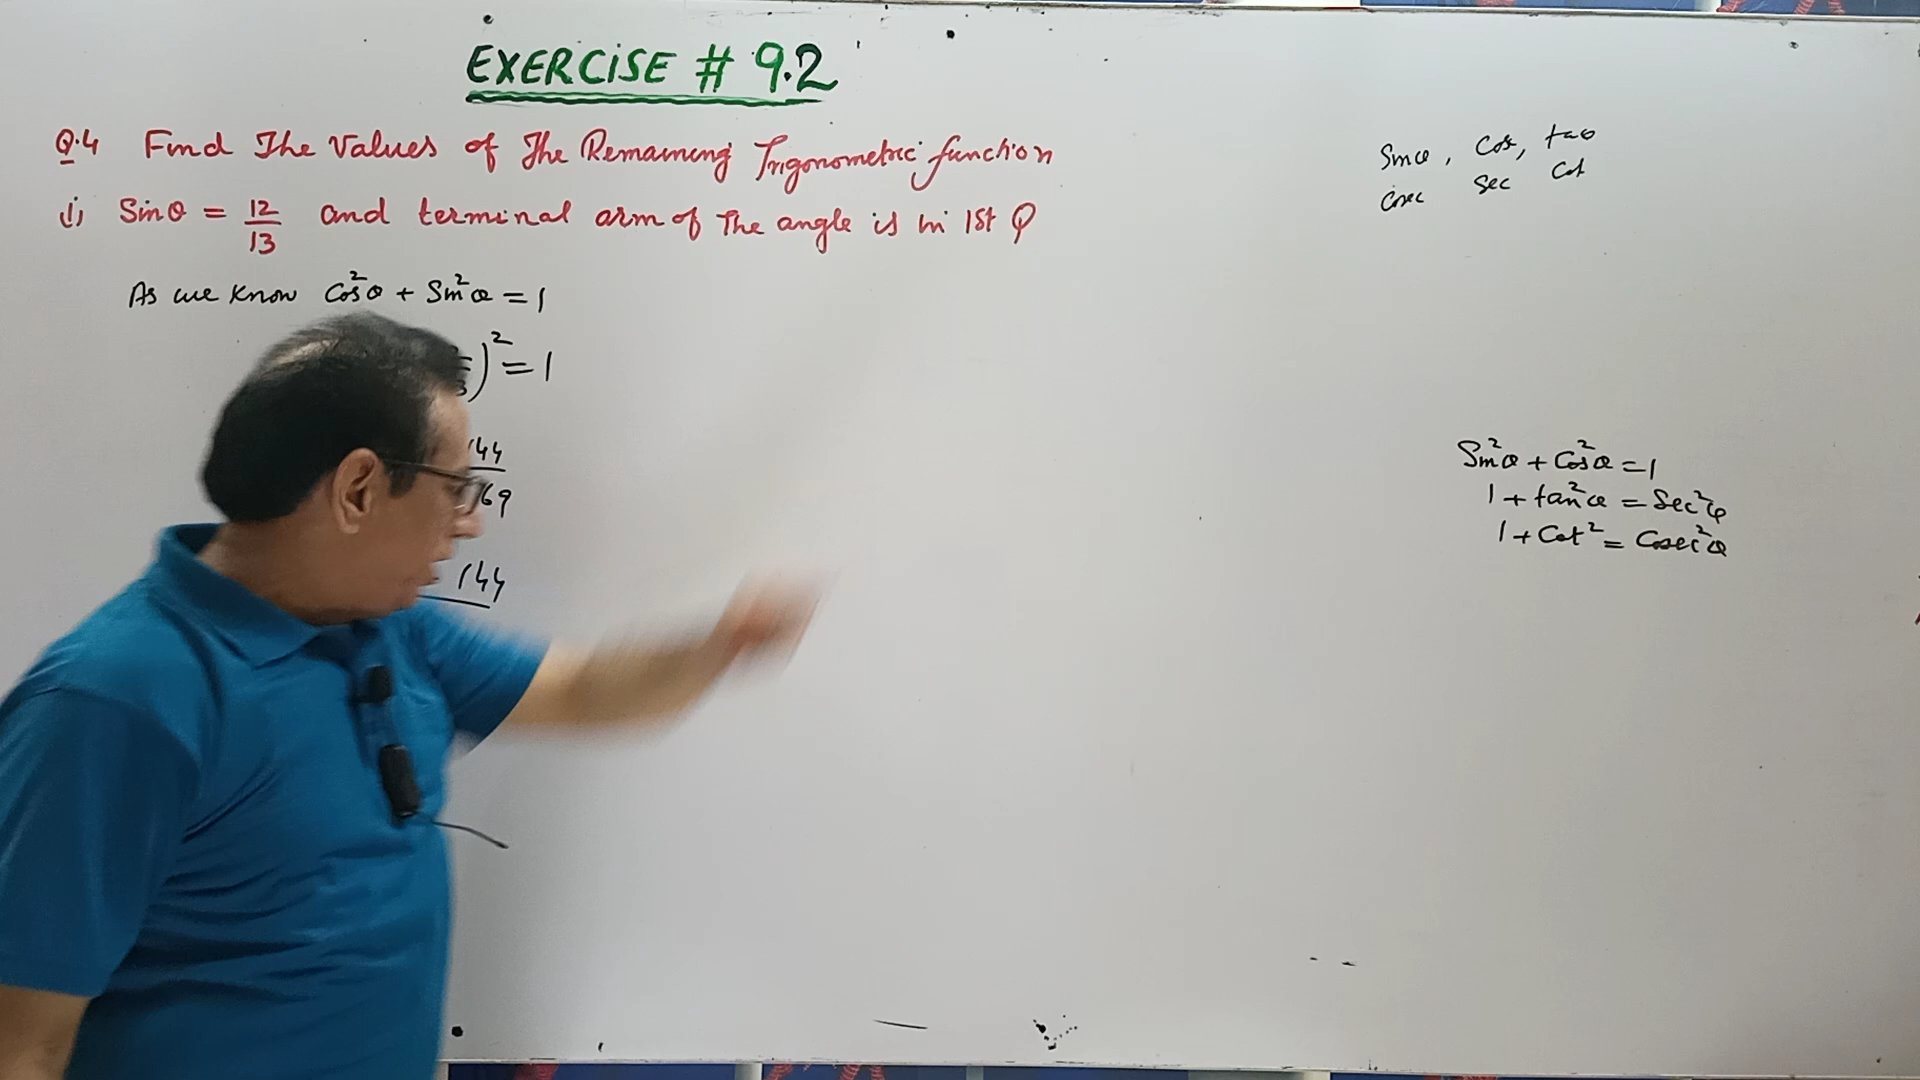 EXERCISE # 9.2
Q.4 Find The Values of The Remaining Trigonometric function
(i) Sinθ = 12/13 and terminal arm of The angle is in 1st Q
Sinθ, Cos, tan
Cosec Sec Cot
As we know Cos²θ + Sin²θ = 1
)² = 1
144
69
144
Sin²θ + Cos²θ = 1
1 + tan²θ = Sec²θ
1 + Cot² = Cosec²θ